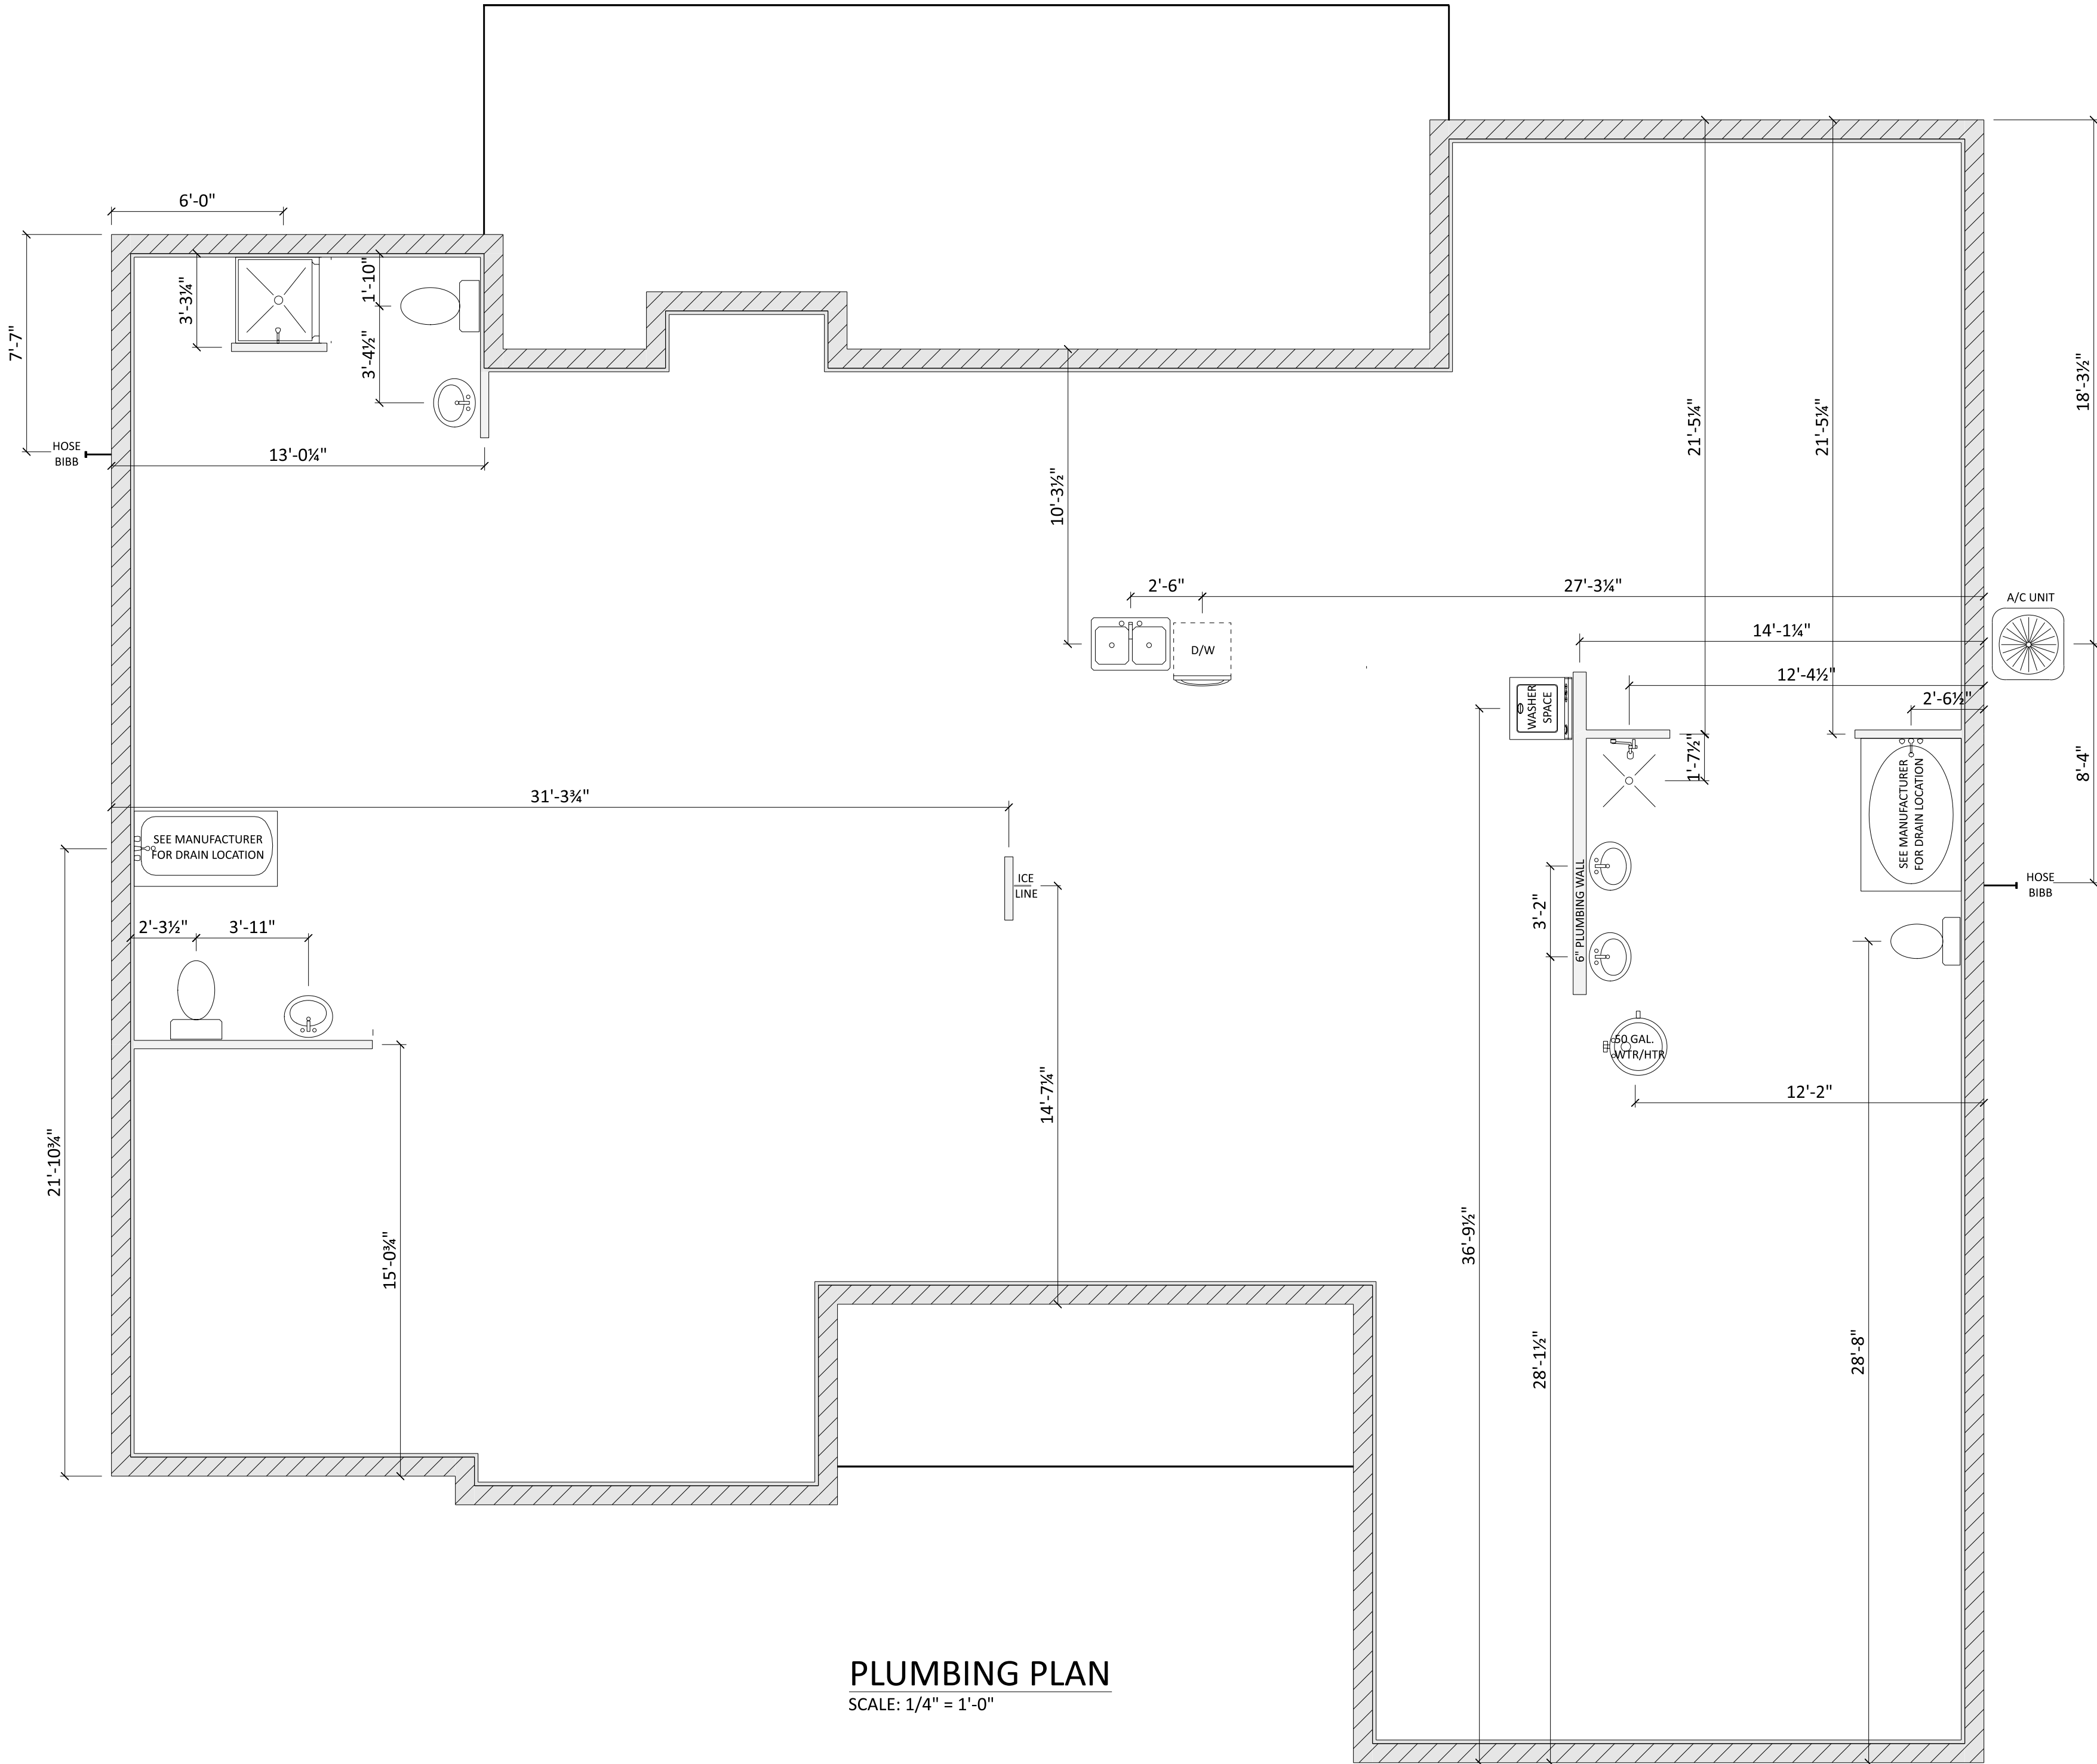 6'-0"
7'-7"
3'-3¼"
1'-10"
3'-4½"
HOSE
BIBB
13'-0¼"
10'-3½"
21'-5¼"
21'-5¼"
18'-3½"
2'-6"
27'-3¼"
A/C UNIT
D/W
14'-1¼"
12'-4½"
2'-6½"
WASHER
SPACE
1'-7½"
8'-4"
31'-3¾"
SEE MANUFACTURER
FOR DRAIN LOCATION
SEE MANUFACTURER
FOR DRAIN LOCATION
ICE
LINE
HOSE
BIBB
3'-2"
6" PLUMBING WALL
2'-3½"
3'-11"
50 GAL.
WTR/HTR
12'-2"
14'-7¼"
21'-10¾"
15'-0¾"
36'-9½"
28'-1½"
28'-8"
PLUMBING PLAN
SCALE: 1/4" = 1'-0"